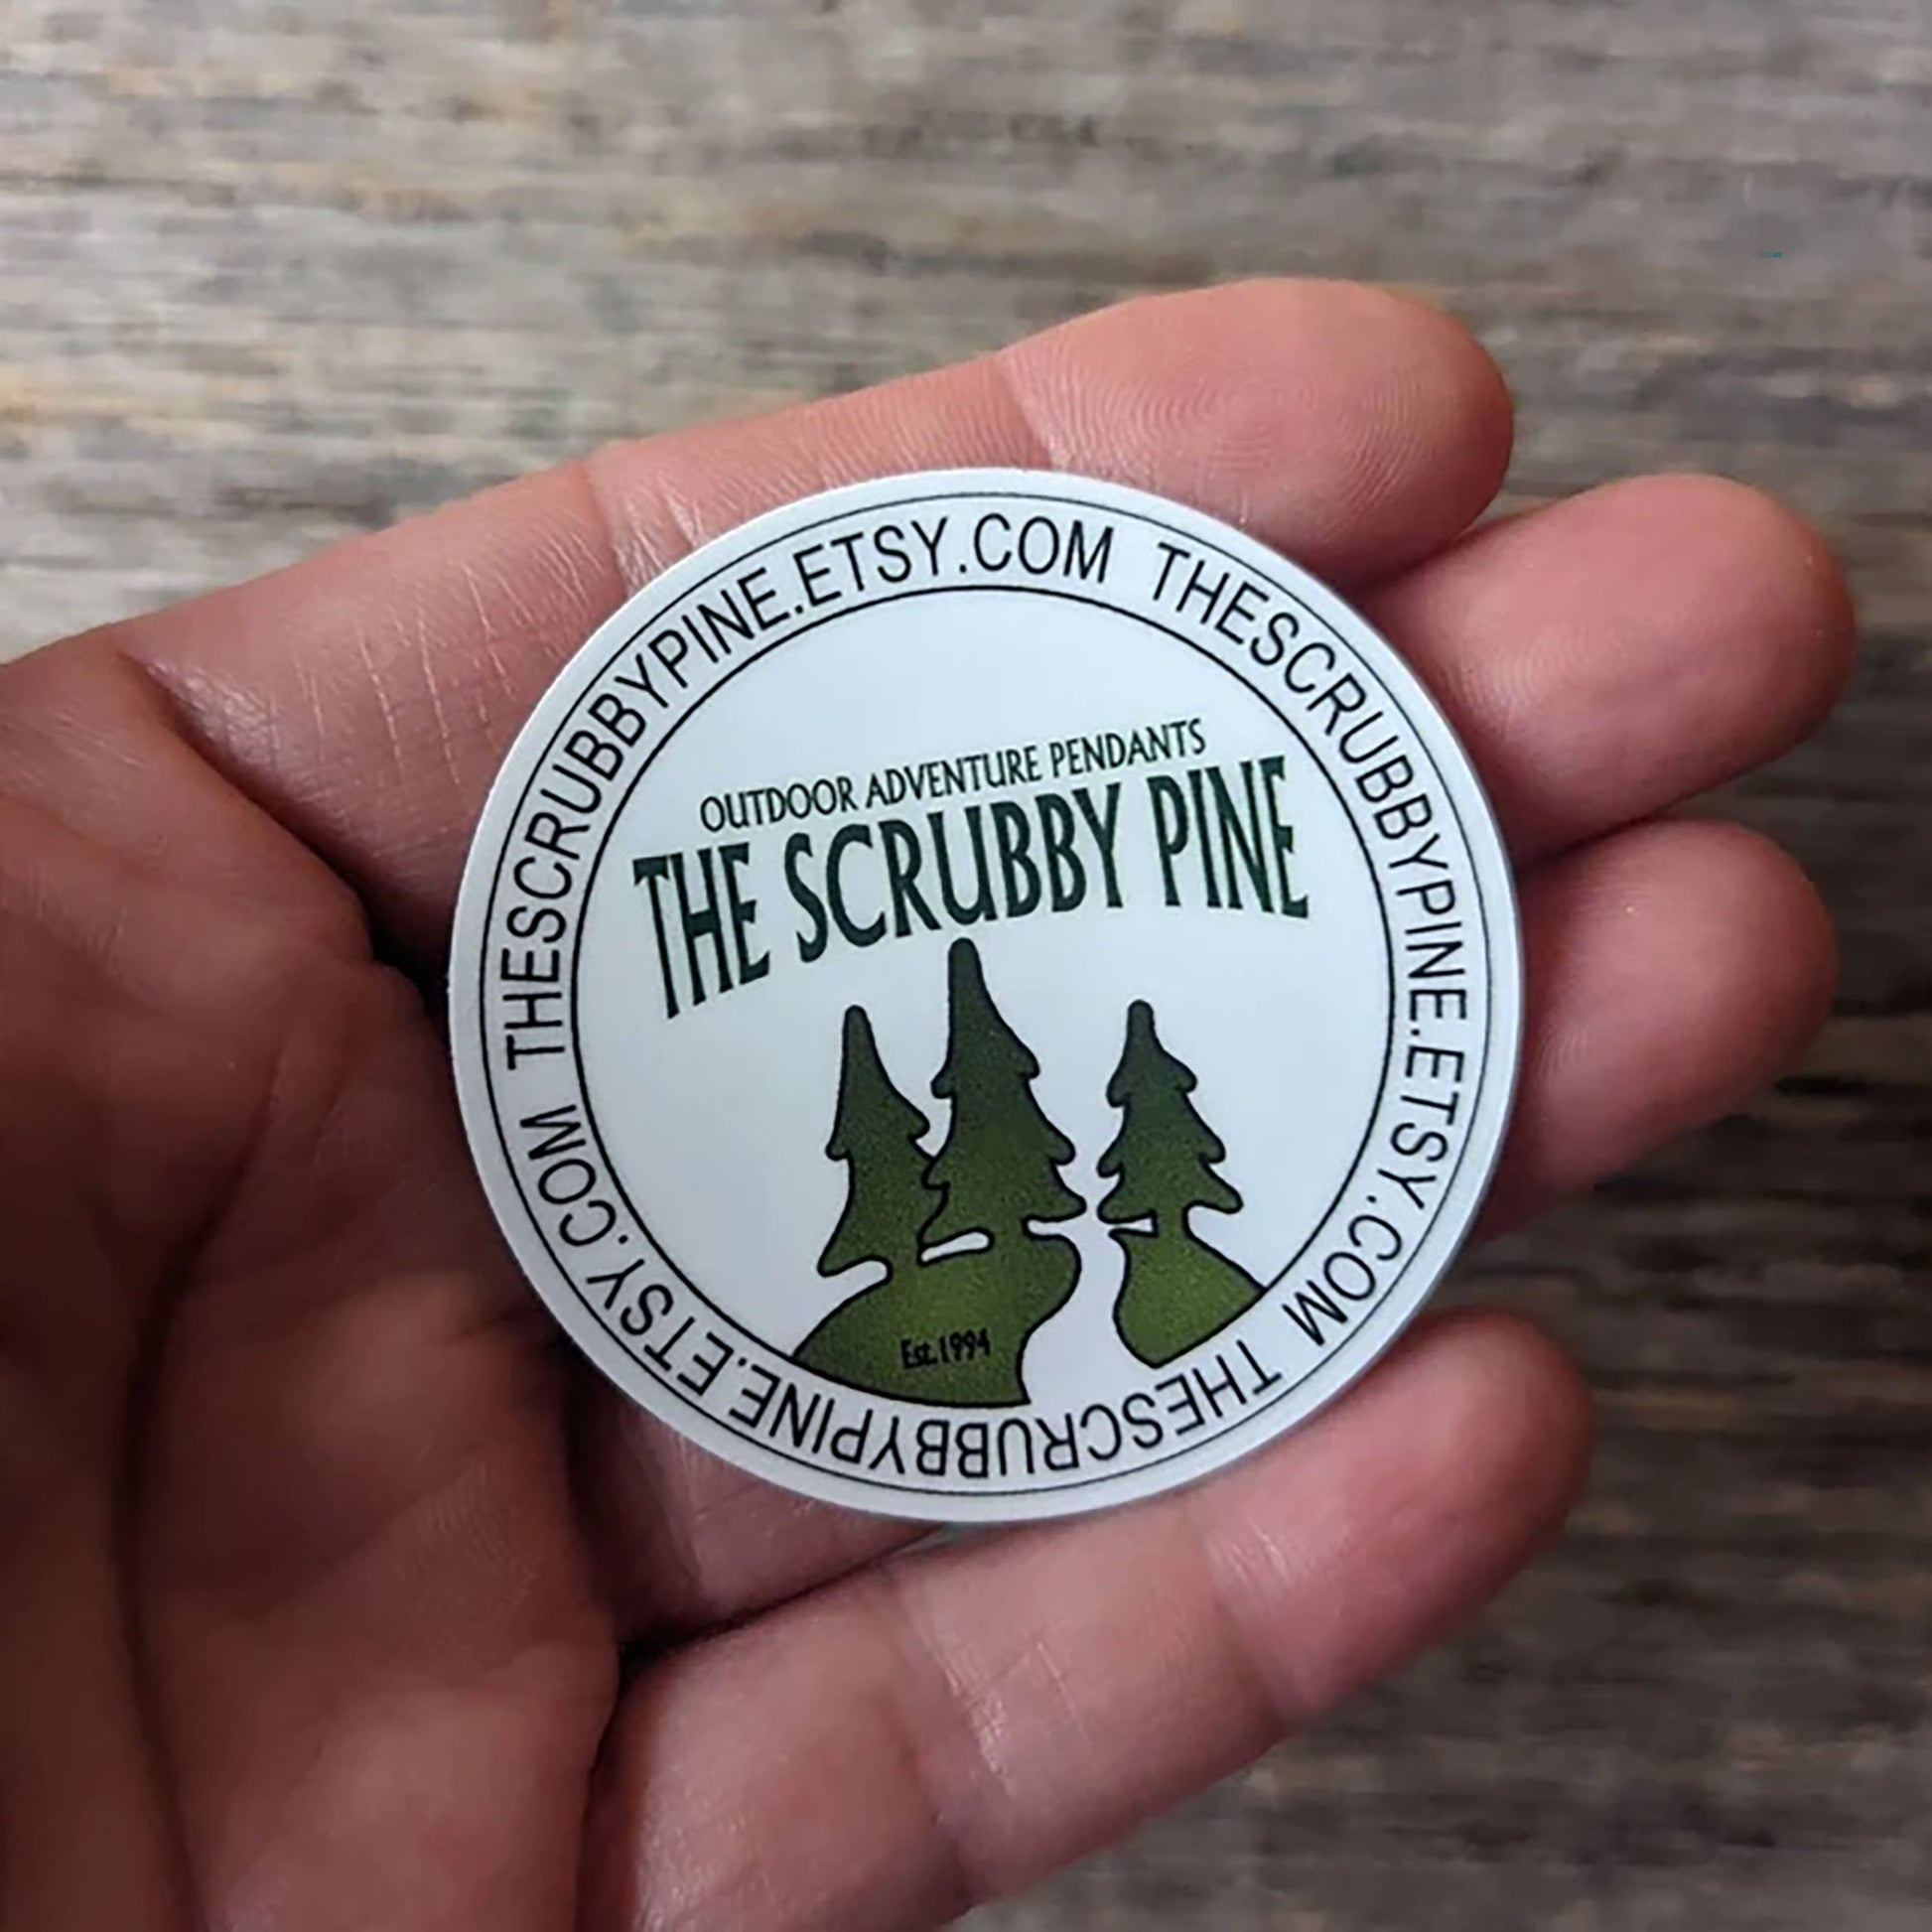 THESCRUBBYPINE.ETSY.COM THESCRUBBYPINE.ETSY.COM THESCRUBBYPINE.ETSY.COM
OUTDOOR ADVENTURE PENDANTS
THE SCRUBBY PINE
Est.1994